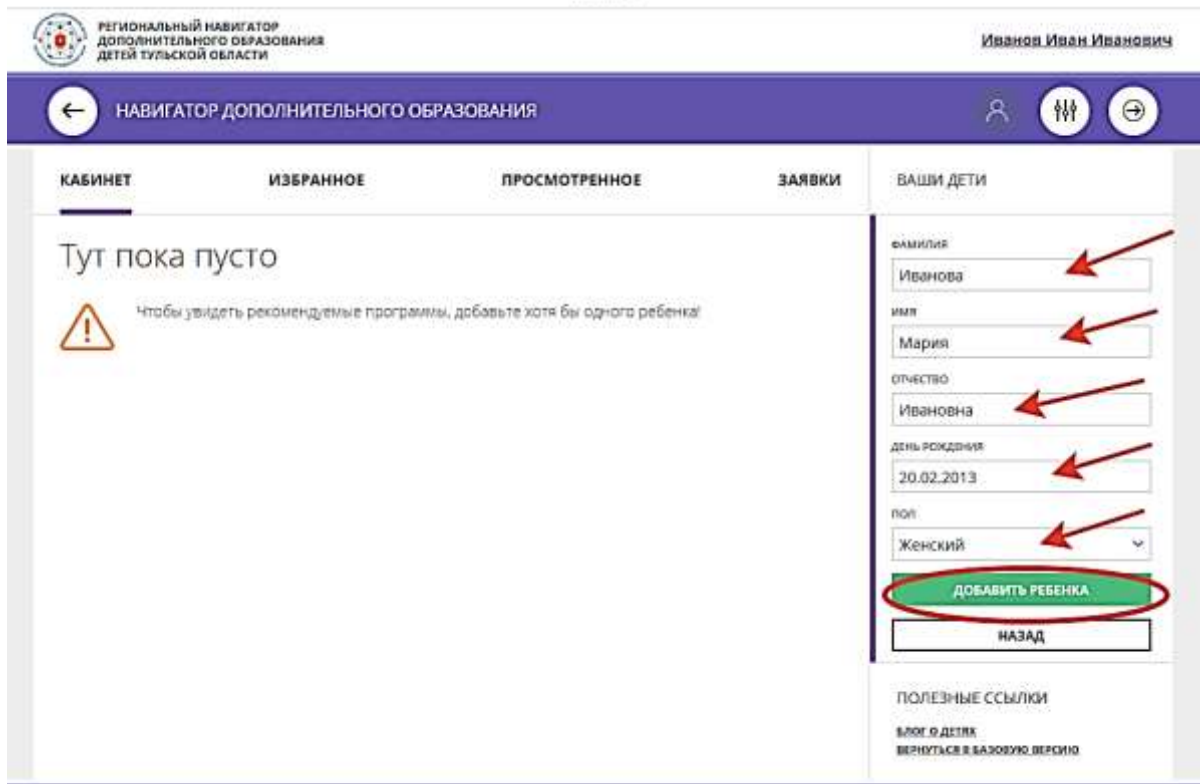 РЕГИОНАЛЬНЫЙ НАВИГАТОР
ДОПОЛНИТЕЛЬНОГО ОБРАЗОВАНИЯ
ДЕТЕЙ ТУЛЬСКОЙ ОБЛАСТИ
Иванов Иван Иванович
НАВИГАТОР ДОПОЛНИТЕЛЬНОГО ОБРАЗОВАНИЯ
КАБИНЕТ ИЗБРАННОЕ ПРОСМОТРЕННОЕ ЗАЯВКИ
Тут пока пусто
Чтобы увидеть рекомендуемые программы, добавьте хотя бы одного ребенка!
ВАШИ ДЕТИ
ФАМИЛИЯ
Иванова
ИМЯ
Мария
ОТЧЕСТВО
Ивановна
ДЕНЬ РОЖДЕНИЯ
20.02.2013
ПОЛ
Женский
ДОБАВИТЬ РЕБЕНКА
НАЗАД
ПОЛЕЗНЫЕ ССЫЛКИ
БЛОГ О ДЕТЯХ
ВЕРНУТЬСЯ В БАЗОВУЮ ВЕРСИЮ